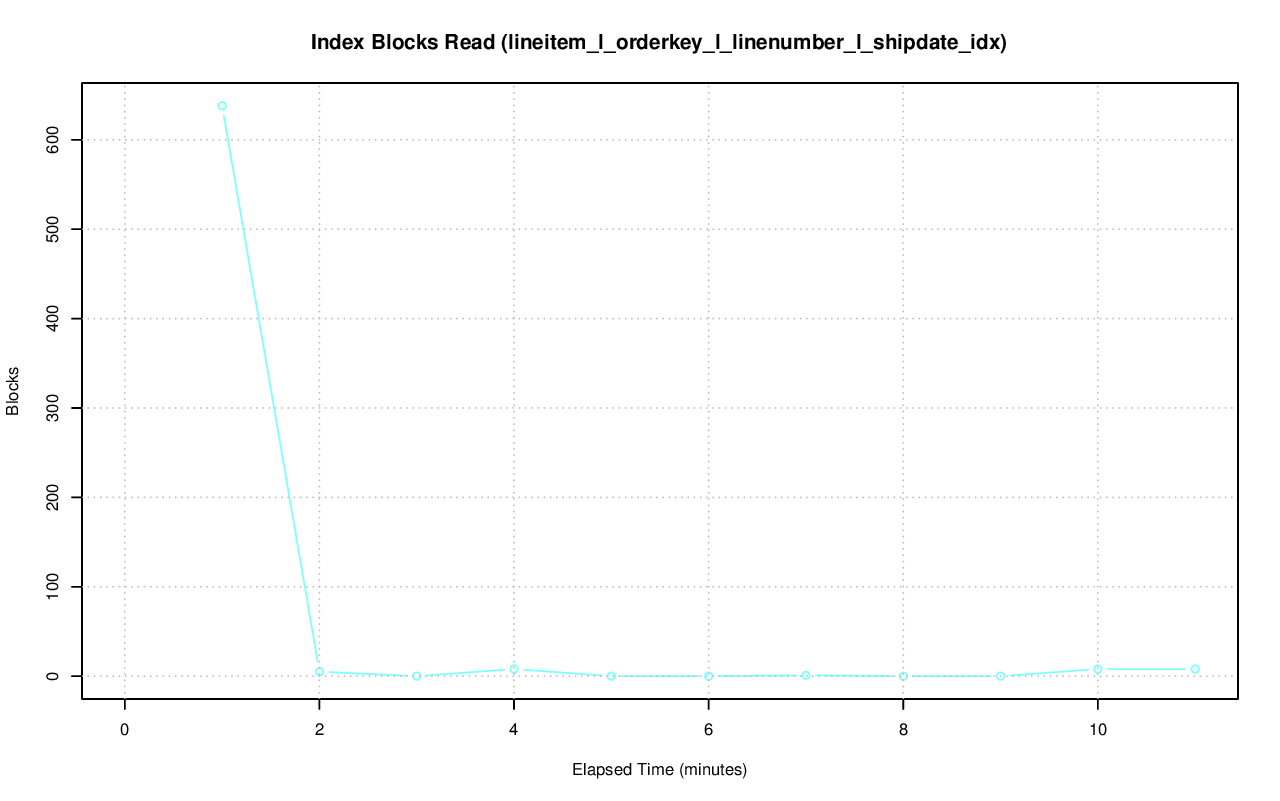 Index Blocks Read (lineitem_l_orderkey_l_linenumber_l_shipdate_idx)
Blocks
600
500
400
300
200
100
0
0 2 4 6 8 10
Elapsed Time (minutes)